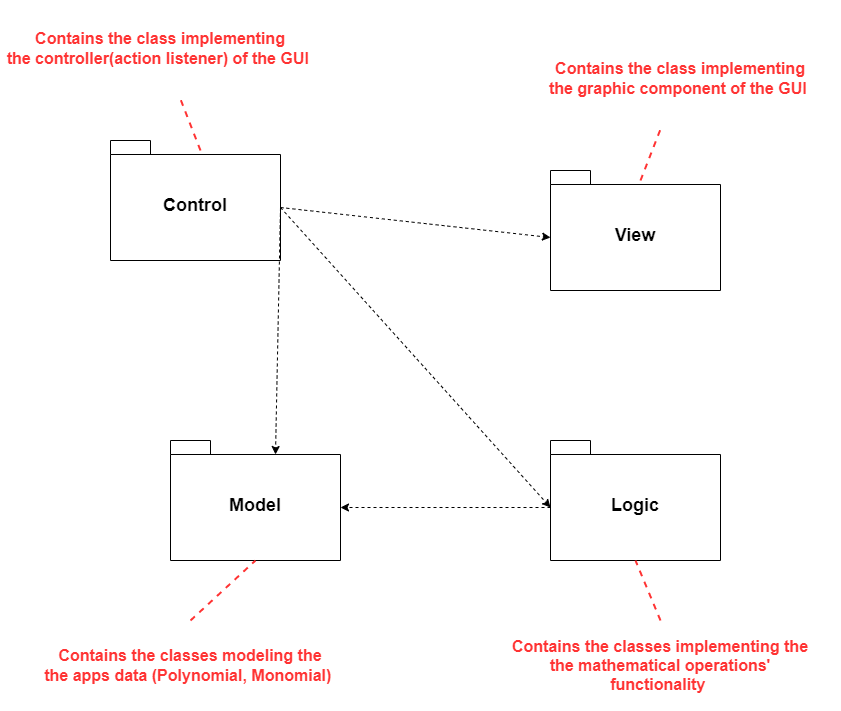 Contains the class implementing
the controller(action listener) of the GUI
Contains the class implementing
the graphic component of the GUI
Control
View
Model
Logic
Contains the classes modeling the
the apps data (Polynomial, Monomial)
Contains the classes implementing the
the mathematical operations'
functionality